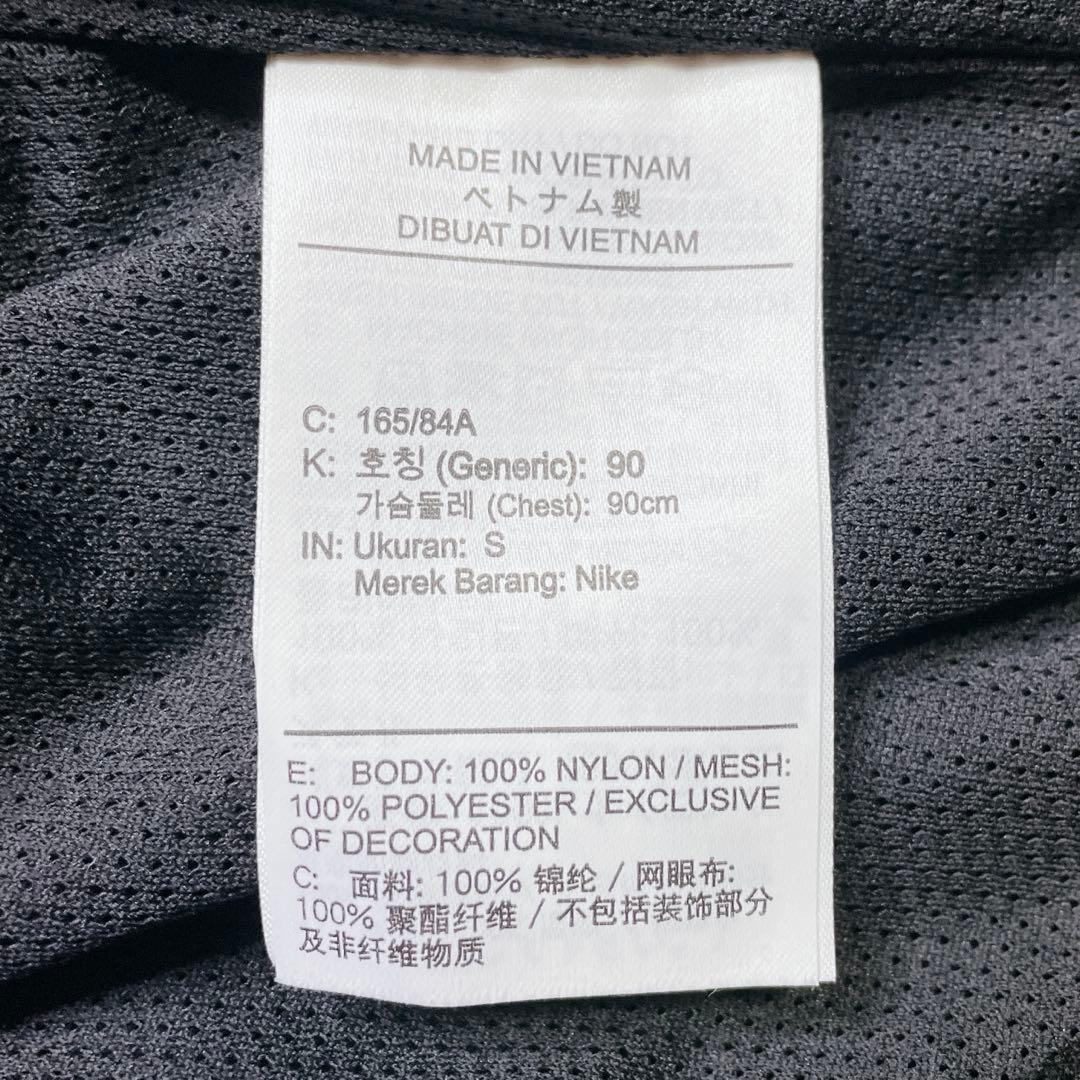 MADE IN VIETNAM
ベトナム製
DIBUAT DI VIETNAM
C: 165/84A
K: 호칭 (Generic): 90
가슴둘레 (Chest): 90cm
IN: Ukuran: S
Merek Barang: Nike
E: BODY: 100% NYLON / MESH:
100% POLYESTER / EXCLUSIVE
OF DECORATION
C: 面料: 100% 锦纶 / 网眼布:
100% 聚酯纤维 / 不包括装饰部分
及非纤维物质